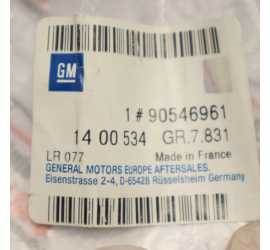 GM
1 # 90546961
14 00 534 GR.7.831
LR 077 Made in France
GENERAL MOTORS EUROPE AFTERSALES.
Eisenstrasse 2-4, D-65428 Rüsselsheim Germany